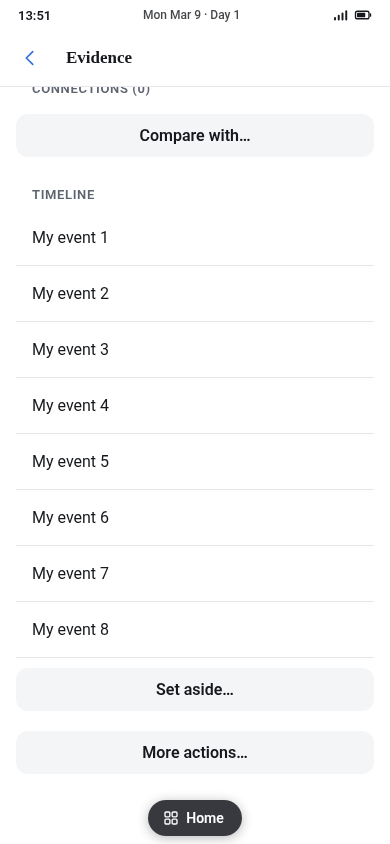 13:51
Mon Mar 9 · Day 1
Evidence
CONNECTIONS (0)
Compare with…
TIMELINE
My event 1
My event 2
My event 3
My event 4
My event 5
My event 6
My event 7
My event 8
Set aside…
More actions…
Home